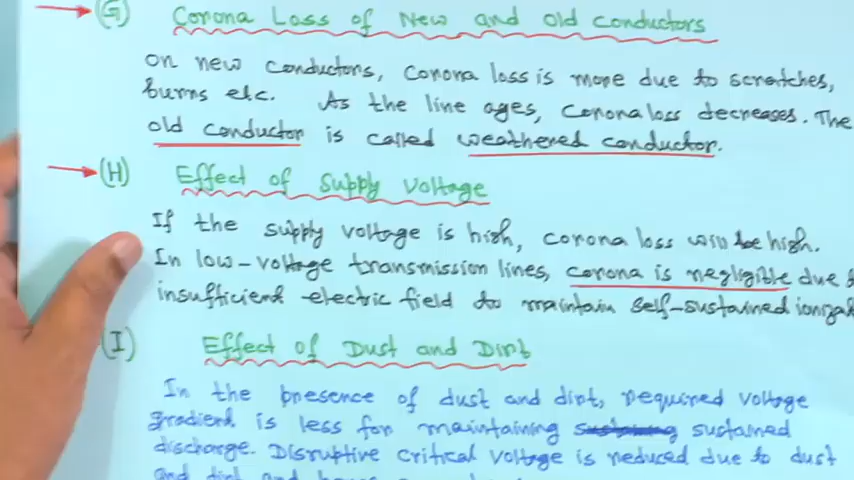 (G) Corona Loss of New and Old Conductors
On new conductors, Corona loss is more due to scratches,
burns etc. As the line ages, Corona loss decreases. The
old conductor is called weathered conductor.
(H) Effect of Supply Voltage
If the supply voltage is high, corona loss will be high.
In low-voltage transmission lines, corona is negligible due
insufficient electric field to maintain self-sustained
(I) Effect of Dust and Dirt
In the presence of dust and dirt, required voltage
gradient is less for maintaining sustained
discharge. Disruptive critical voltage is reduced due to dust
and dirt and